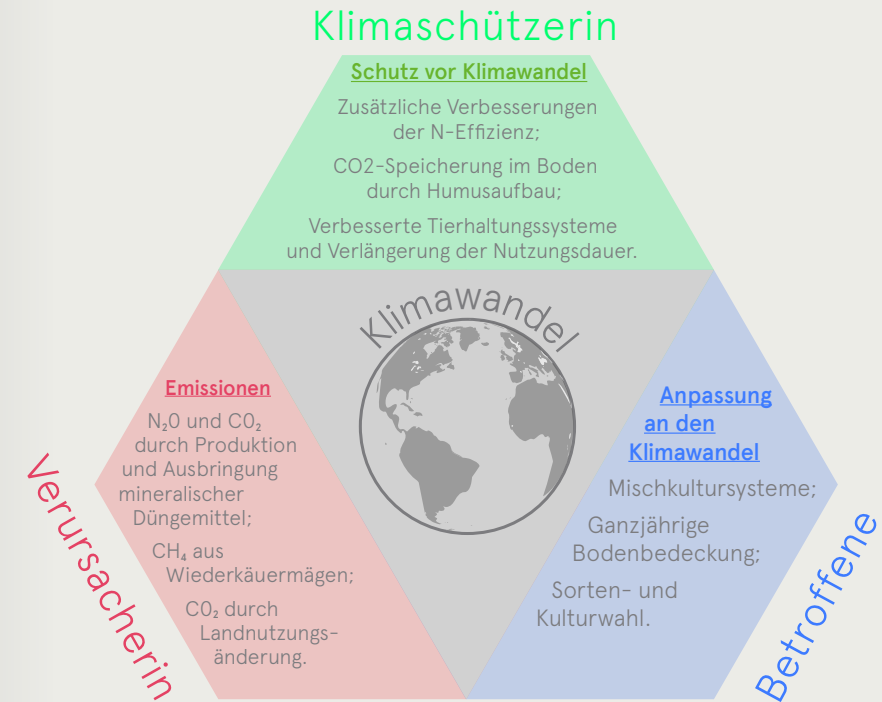 Klimaschützerin
Schutz vor Klimawandel
Zusätzliche Verbesserungen
der N-Effizienz;
CO2-Speicherung im Boden
durch Humusaufbau;
Verbesserte Tierhaltungssysteme
und Verlängerung der Nutzungsdauer.
Klimawandel
Verursacherin
Emissionen
N₂0 und C0₂
durch Produktion
und Ausbringung
mineralischer
Düngemittel;
CH₄ aus
Wiederkäuermägen;
C0₂ durch
Landnutzungs-
änderung.
Betroffene
Anpassung
an den
Klimawandel
Mischkultursysteme;
Ganzjährige
Bodenbedeckung;
Sorten- und
Kulturwahl.